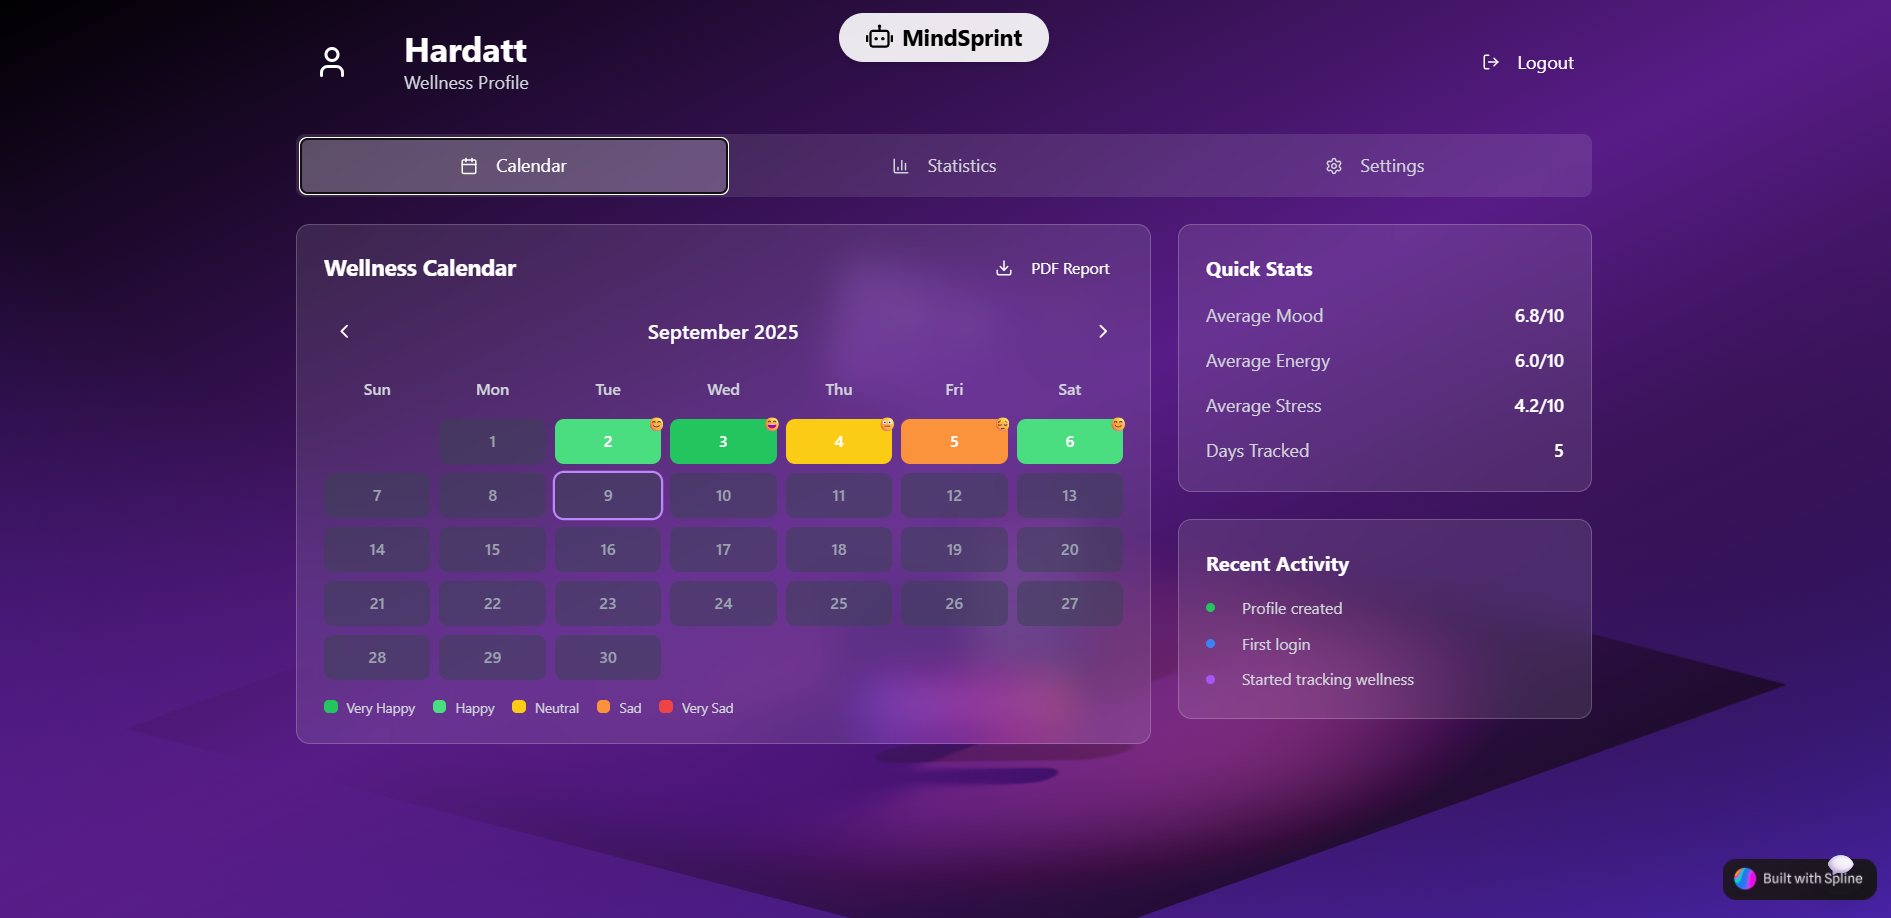 Hardatt
Wellness Profile
MindSprint
Logout
Calendar
Statistics
Settings
Wellness Calendar
PDF Report
September 2025
Sun Mon Tue Wed Thu Fri Sat
1 2 3 4 5 6
7 8 9 10 11 12 13
14 15 16 17 18 19 20
21 22 23 24 25 26 27
28 29 30
Very Happy Happy Neutral Sad Very Sad
Quick Stats
Average Mood 6.8/10
Average Energy 6.0/10
Average Stress 4.2/10
Days Tracked 5
Recent Activity
Profile created
First login
Started tracking wellness
Built with Spline